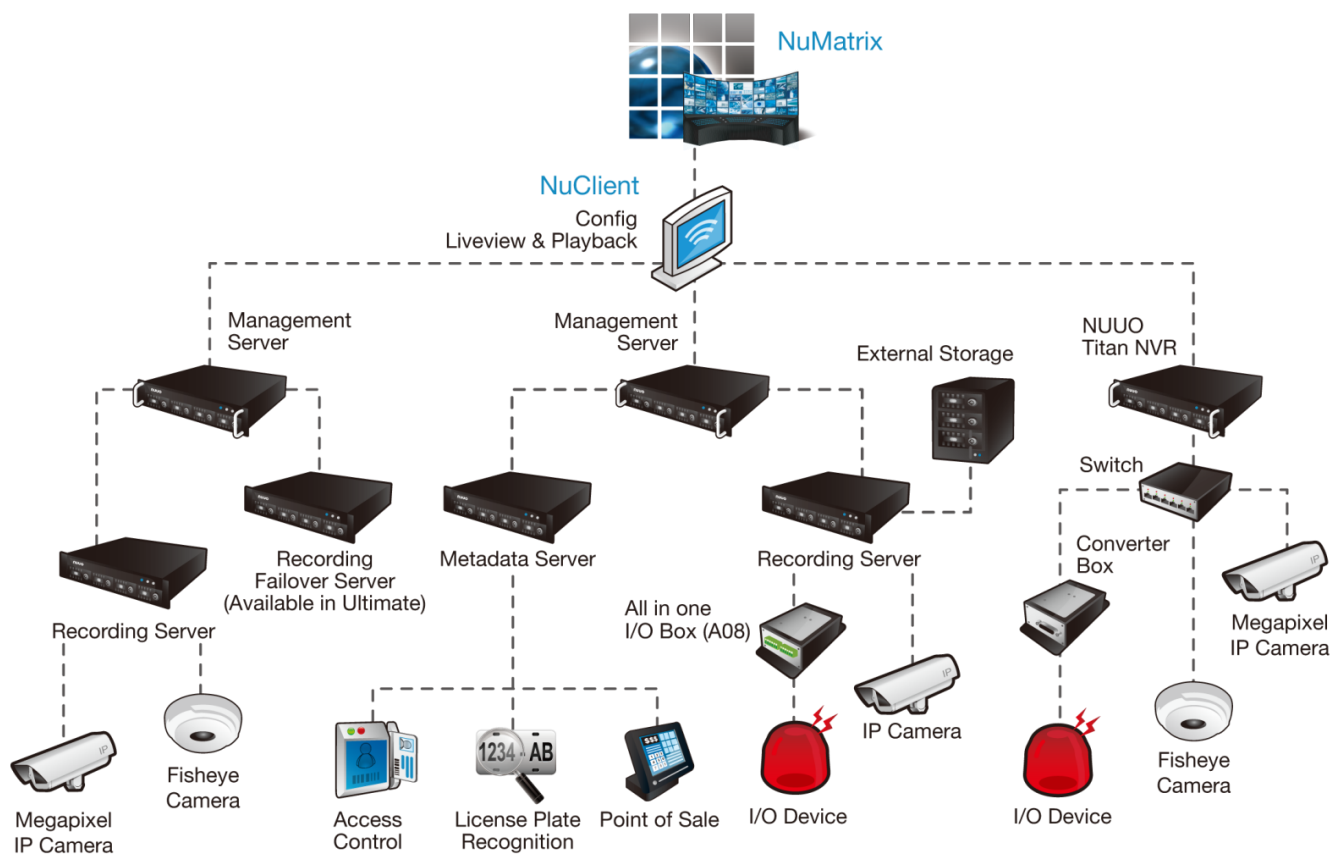 NuMatrix
NuClient
Config
Liveview & Playback
Management
Server
Management
Server
NUUO
Titan NVR
External Storage
Switch
Recording
Failover Server
(Available in Ultimate)
Metadata Server
Recording Server
Converter
Box
Recording Server
All in one
I/O Box (A08)
Megapixel
IP Camera
IP
IP
IP Camera
IP
1234
AB
Fisheye
Camera
Fisheye
Camera
Megapixel
IP Camera
Access
Control
License Plate
Recognition
Point of Sale
I/O Device
I/O Device